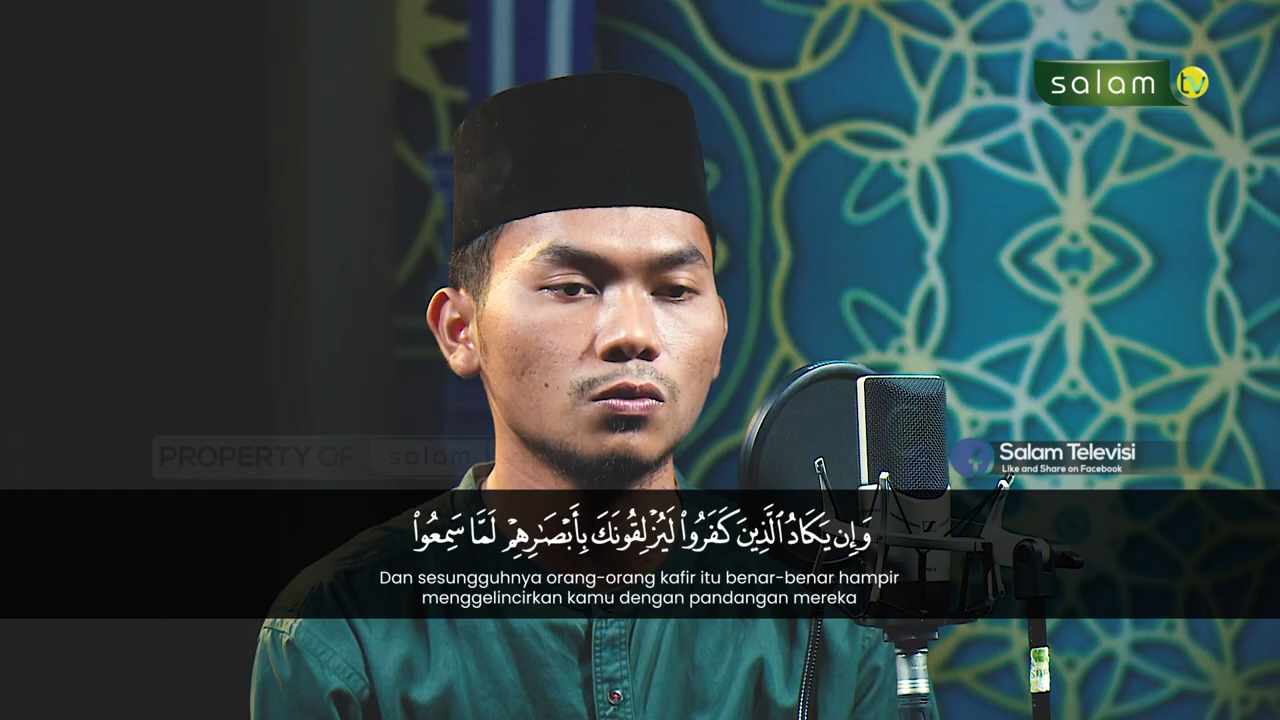 salam tv
PROPERTY OF salam
Salam Televisi
Like and Share on Facebook
وَإِن يَكَادُ ٱلَّذِينَ كَفَرُوا۟ لَيُزْلِقُونَكَ بِأَبْصَـٰرِهِمْ لَمَّا سَمِعُوا۟
Dan sesungguhnya orang-orang kafir itu benar-benar hampir
menggelincirkan kamu dengan pandangan mereka